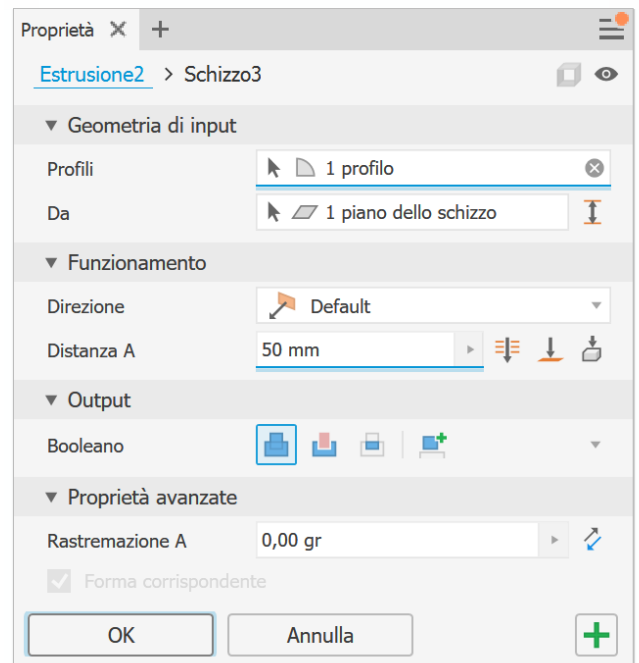 Proprietà
Estrusione2 > Schizzo3
Geometria di input
Profili 1 profilo
Da 1 piano dello schizzo
Funzionamento
Direzione Default
Distanza A 50 mm
Output
Booleano
Proprietà avanzate
Rastremazione A 0,00 gr
Forma corrispondente
OK Annulla